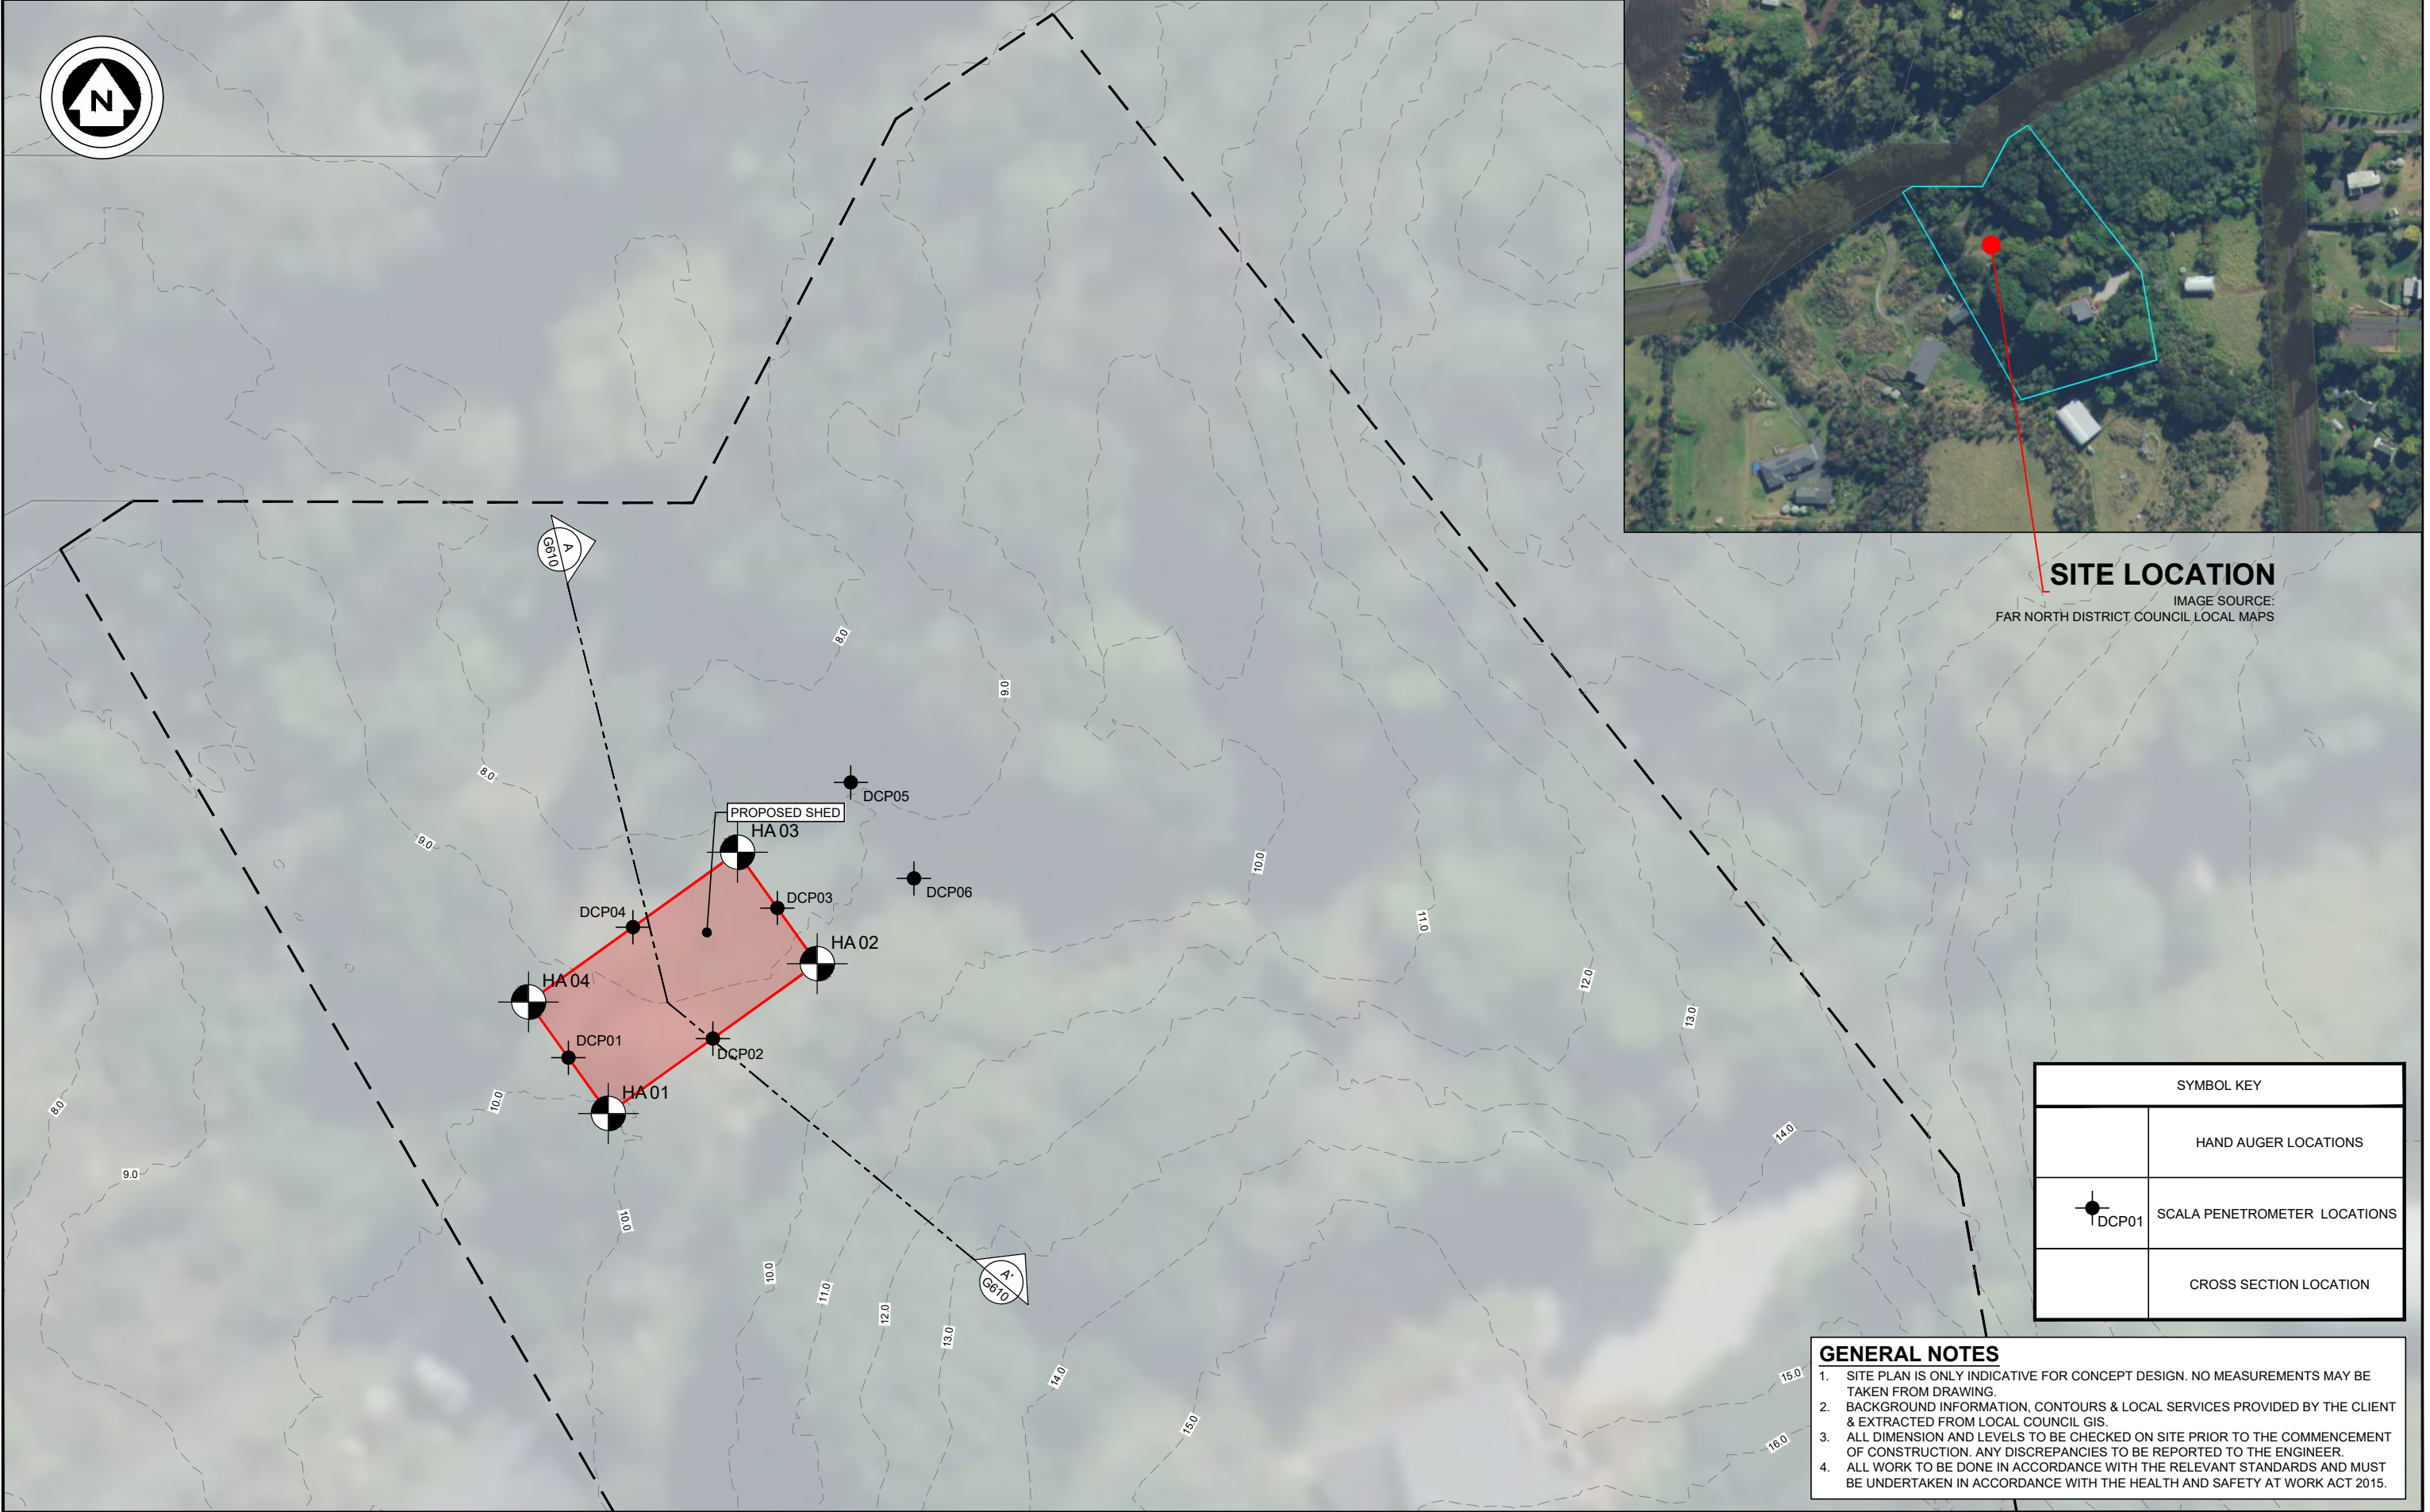 N
SITE LOCATION
IMAGE SOURCE:
FAR NORTH DISTRICT COUNCIL LOCAL MAPS
A
G610
8.0
9.0
8.0
DCP05
PROPOSED SHED
HA 03
9.0
10.0
DCP06
DCP03
DCP04
11.0
HA 02
HA 04
12.0
13.0
DCP01
DCP02
HA 01
10.0
8.0
14.0
9.0
10.0
10.0
A'
G610
11.0
12.0
13.0
14.0
15.0
15.0
16.0
SYMBOL KEY
HAND AUGER LOCATIONS
DCP01
SCALA PENETROMETER LOCATIONS
CROSS SECTION LOCATION
GENERAL NOTES
1. SITE PLAN IS ONLY INDICATIVE FOR CONCEPT DESIGN. NO MEASUREMENTS MAY BE
TAKEN FROM DRAWING.
2. BACKGROUND INFORMATION, CONTOURS & LOCAL SERVICES PROVIDED BY THE CLIENT
& EXTRACTED FROM LOCAL COUNCIL GIS.
3. ALL DIMENSION AND LEVELS TO BE CHECKED ON SITE PRIOR TO THE COMMENCEMENT
OF CONSTRUCTION. ANY DISCREPANCIES TO BE REPORTED TO THE ENGINEER.
4. ALL WORK TO BE DONE IN ACCORDANCE WITH THE RELEVANT STANDARDS AND MUST
BE UNDERTAKEN IN ACCORDANCE WITH THE HEALTH AND SAFETY AT WORK ACT 2015.